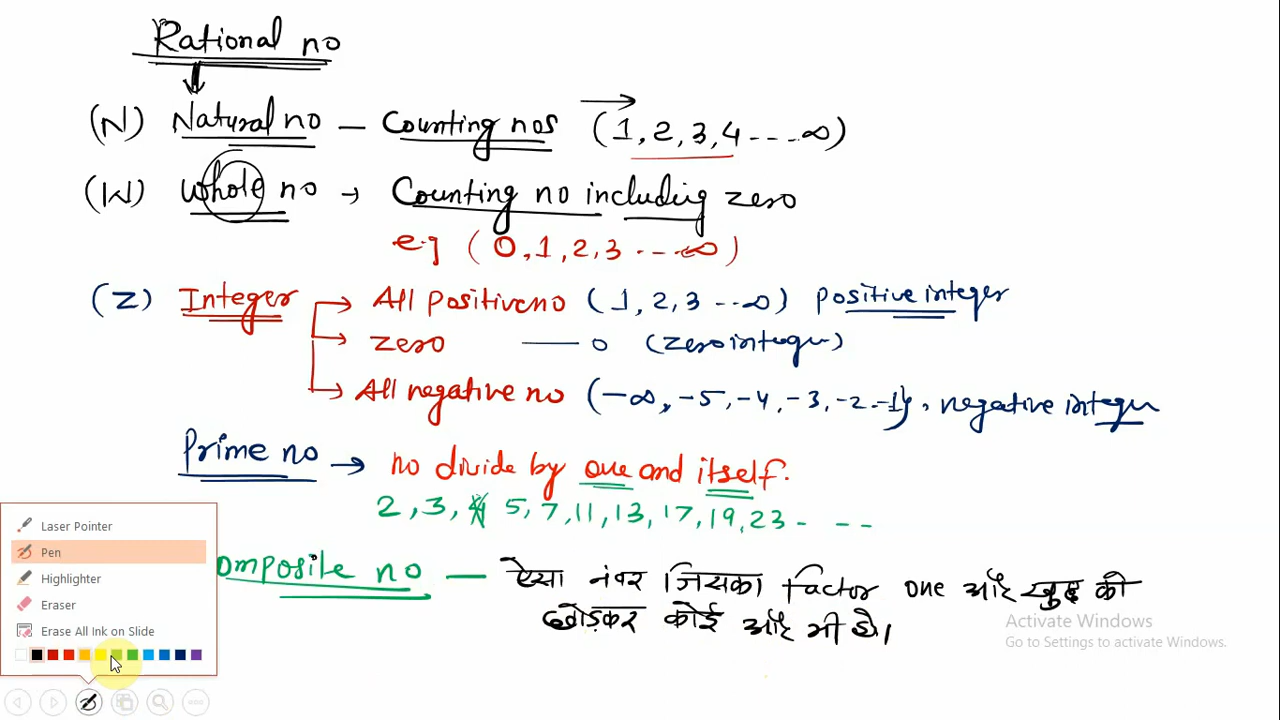 Rational no
(N) Natural no — Counting nos (1, 2, 3, 4 - - - ∞)
(W) Whole no → Counting no including zero
e.g (0, 1, 2, 3 - - - ∞)
(Z) Integer → All positive no (1, 2, 3 - - ∞) positive integer
→ zero — 0 (zero integer)
→ All negative no (-∞, -5, -4, -3, -2 - -1), negative integer
Prime no → no divide by one and itself.
2, 3, 5, 7, 11, 13, 17, 19, 23 - - -
omposite no — ऐसा नंबर जिसका factor one और खुद को
छोड़कर कोई और भी हो।
Laser Pointer
Pen
Highlighter
Eraser
Erase All Ink on Slide
Activate Windows
Go to Settings to activate Windows.